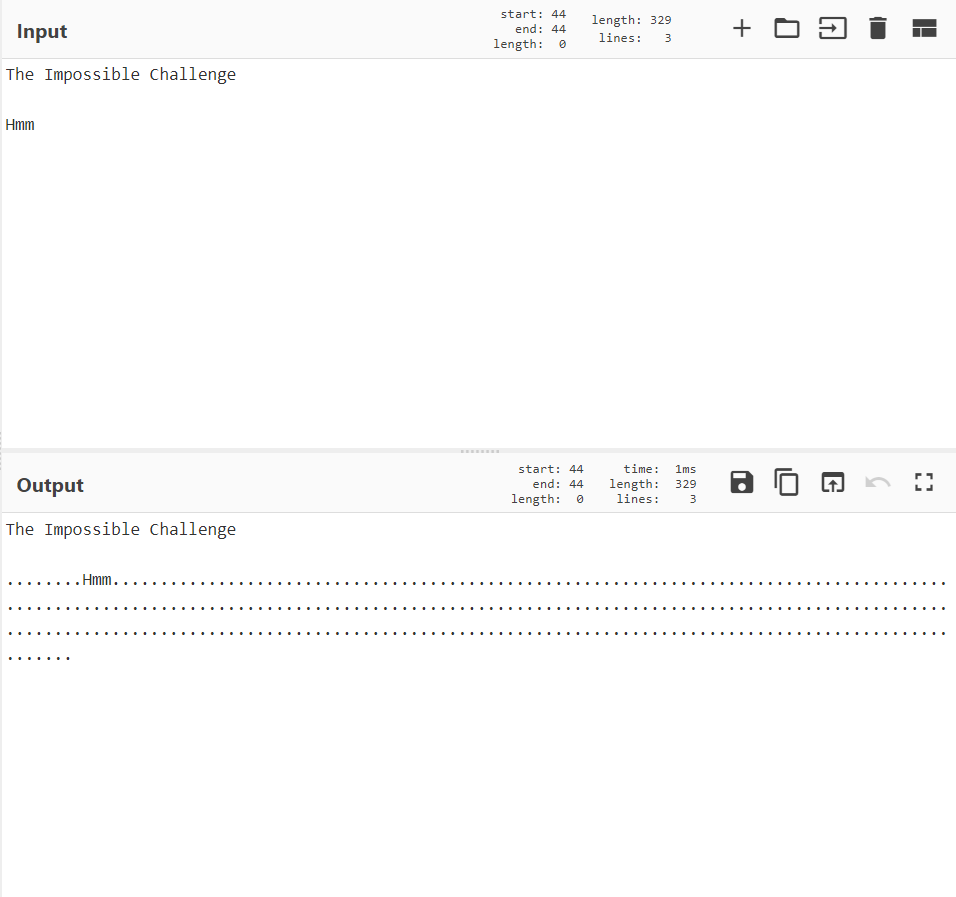 Input
start: 44
end: 44
length: 0
length: 329
lines: 3
The Impossible Challenge
Hmm
Output
start: 44
end: 44
length: 0
time: 1ms
length: 329
lines: 3
The Impossible Challenge
........Hmm.......................................................................................
..................................................................................................
..................................................................................................
.......